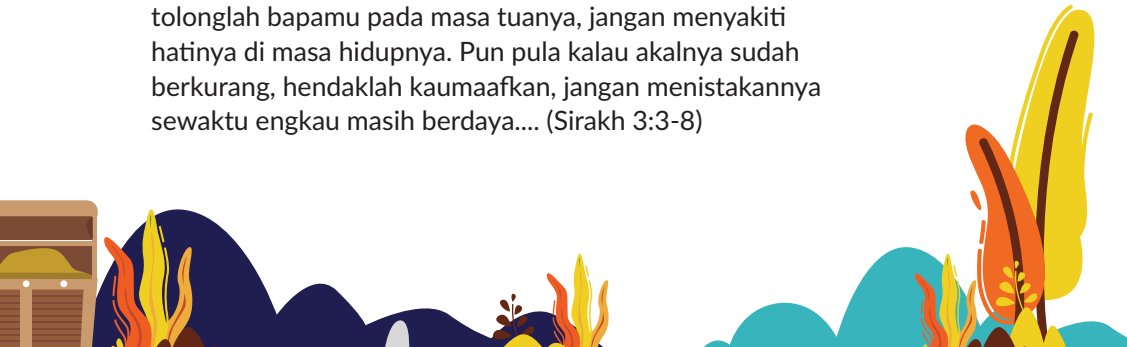 tolonglah bapamu pada masa tuanya, jangan menyakiti
hatinya di masa hidupnya. Pun pula kalau akalnya sudah
berkurang, hendaklah kaumaafkan, jangan menistakannya
sewaktu engkau masih berdaya.... (Sirakh 3:3-8)